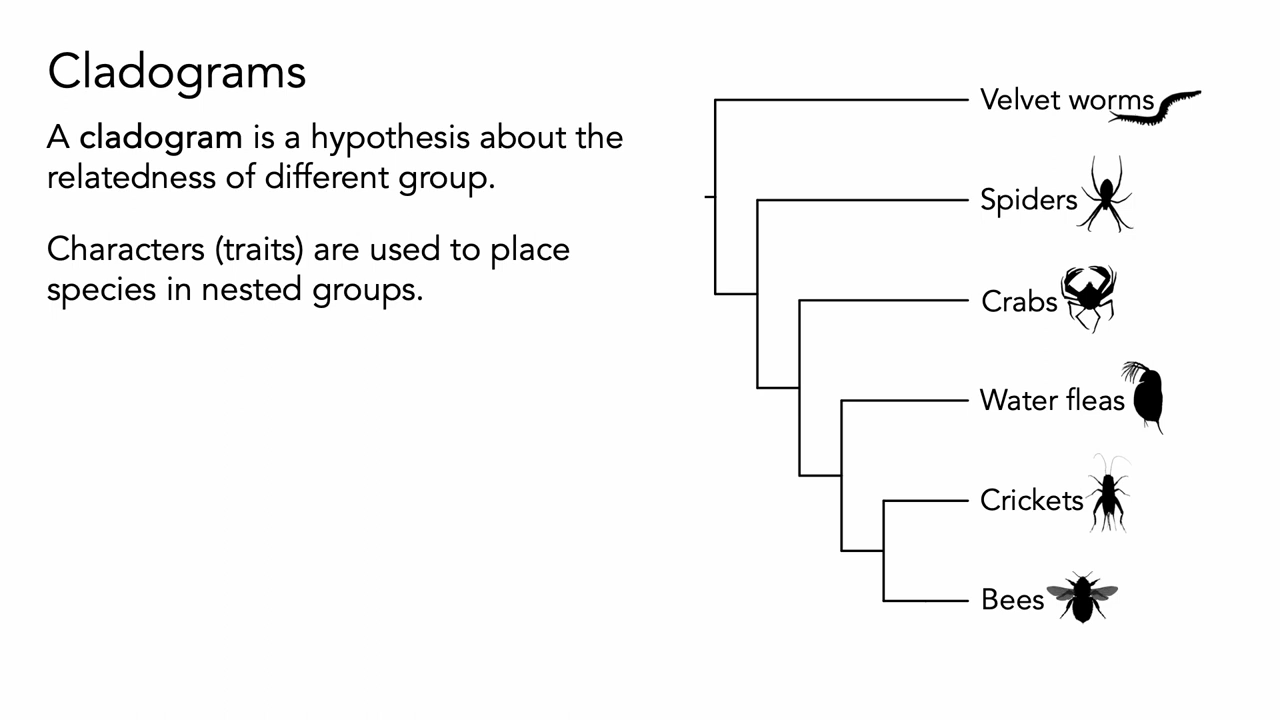 Cladograms
A cladogram is a hypothesis about the
relatedness of different group.
Characters (traits) are used to place
species in nested groups.
Velvet worms
Spiders
Crabs
Water fleas
Crickets
Bees